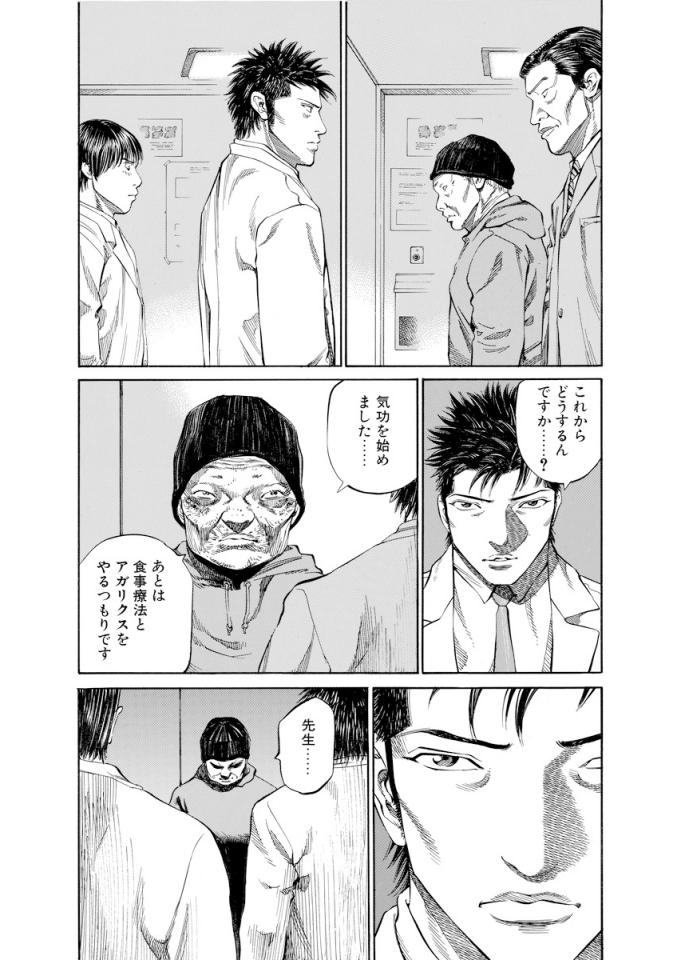 これから
どうするん
ですか……?
気功を始め
ました……
あとは
食事療法と
アガリクスを
やるつもりです
先生……